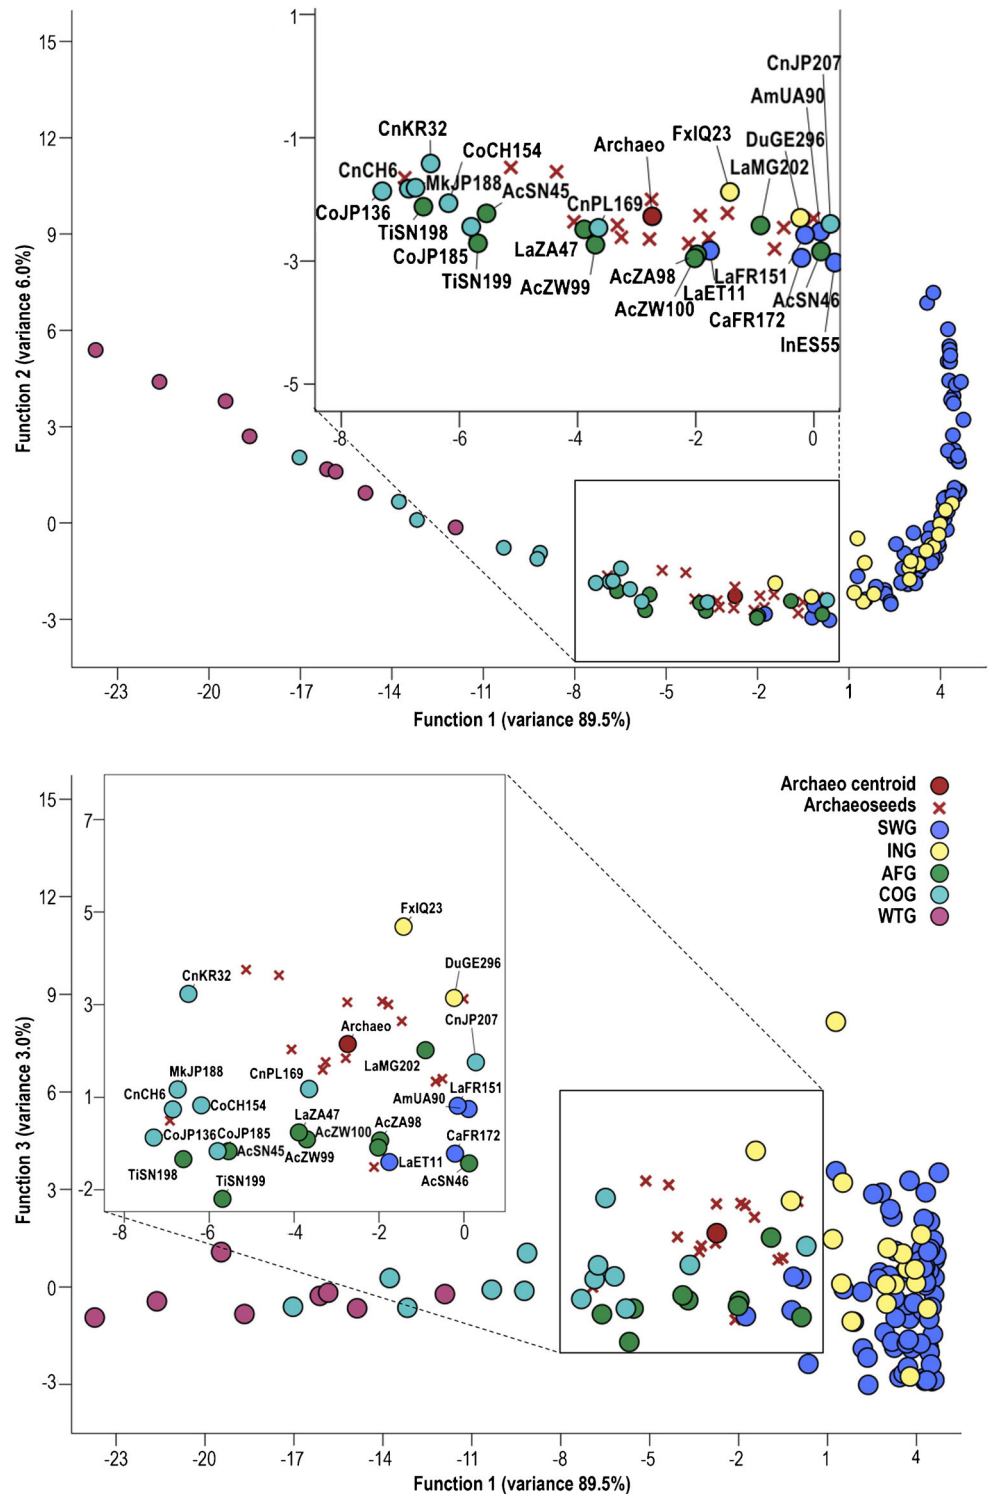 1
15
CnJP207
AmUA90
CnKR32
12
FxIQ23
DuGE296
-1
Archaeo
CoCH154
LaMG202
CnCH6
MkJP188
AcSN45
CnPL169
CoJP136
TiSN198
9
LaZA47
CoJP185
-3
AcZA98
LaFR151
TiSN199
AcZW99
LaET11
AcSN46
AcZW100
CaFR172
6
InES55
-5
3
-8
-6
-4
-2
0
0
-3
Function 2 (variance 6.0%)
-23
-20
-17
-14
-11
-8
-5
-2
1
4
Function 1 (variance 89.5%)
Archaeo centroid
Archaeoseeds
SWG
ING
AFG
COG
WTG
15
7
12
5
FxIQ23
DuGE296
CnKR32
9
3
CnJP207
Archaeo
LaMG202
MkJP188
CnPL169
LaFR151
CnCH6
1
AmUA90
6
CoCH154
LaZA47
AcZA98
CoJP136
CoJP185
AcZW100
CaFR172
AcSN45
AcZW99
LaET11
TiSN198
TiSN199
AcSN46
-2
3
-8
-6
-4
-2
0
0
-3
Function 3 (variance 3.0%)
-23
-20
-17
-14
-11
-8
-5
-2
1
4
Function 1 (variance 89.5%)